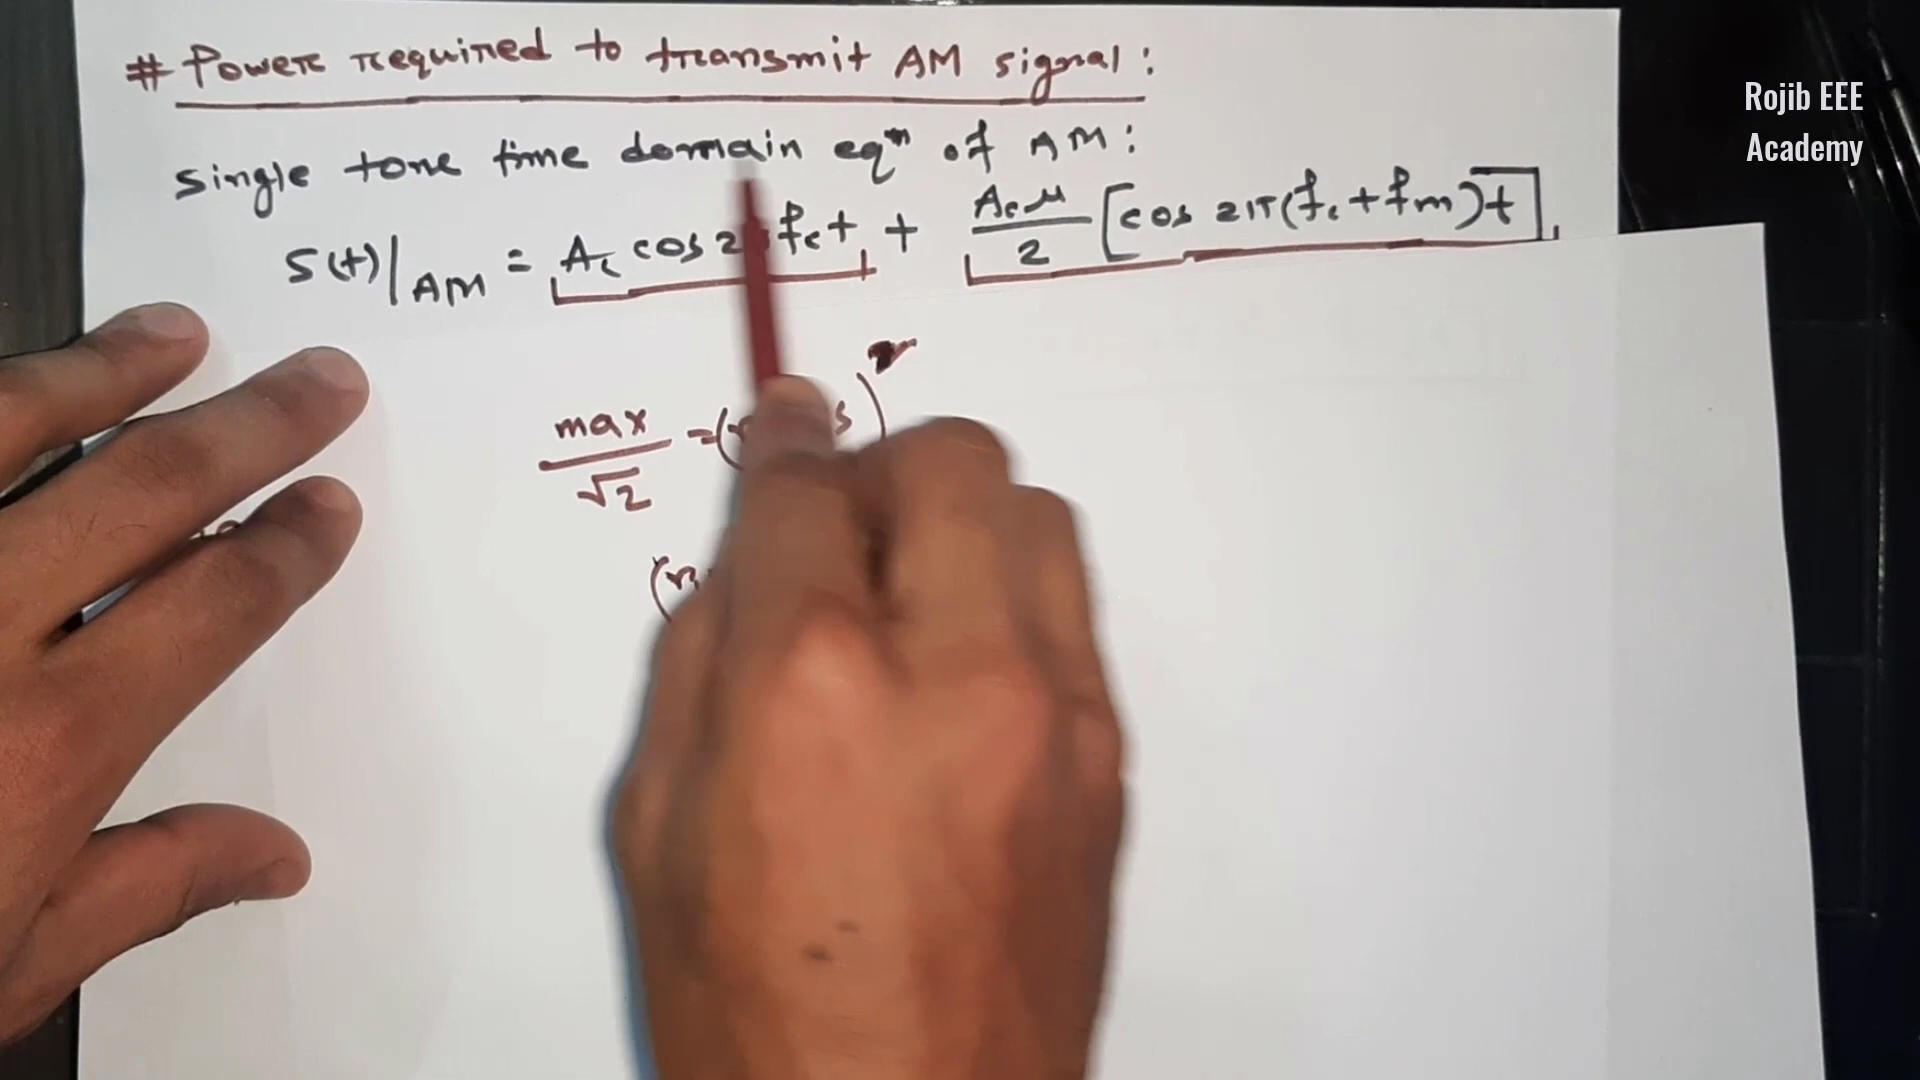 # Power required to transmit AM signal:
Rojib EEE
Academy
single tone time domain eqⁿ of AM:
S(t)/AM = Ac cos 2 fct + Acμ/2 [cos 2π(fc+fm)t]
max/√2 = (